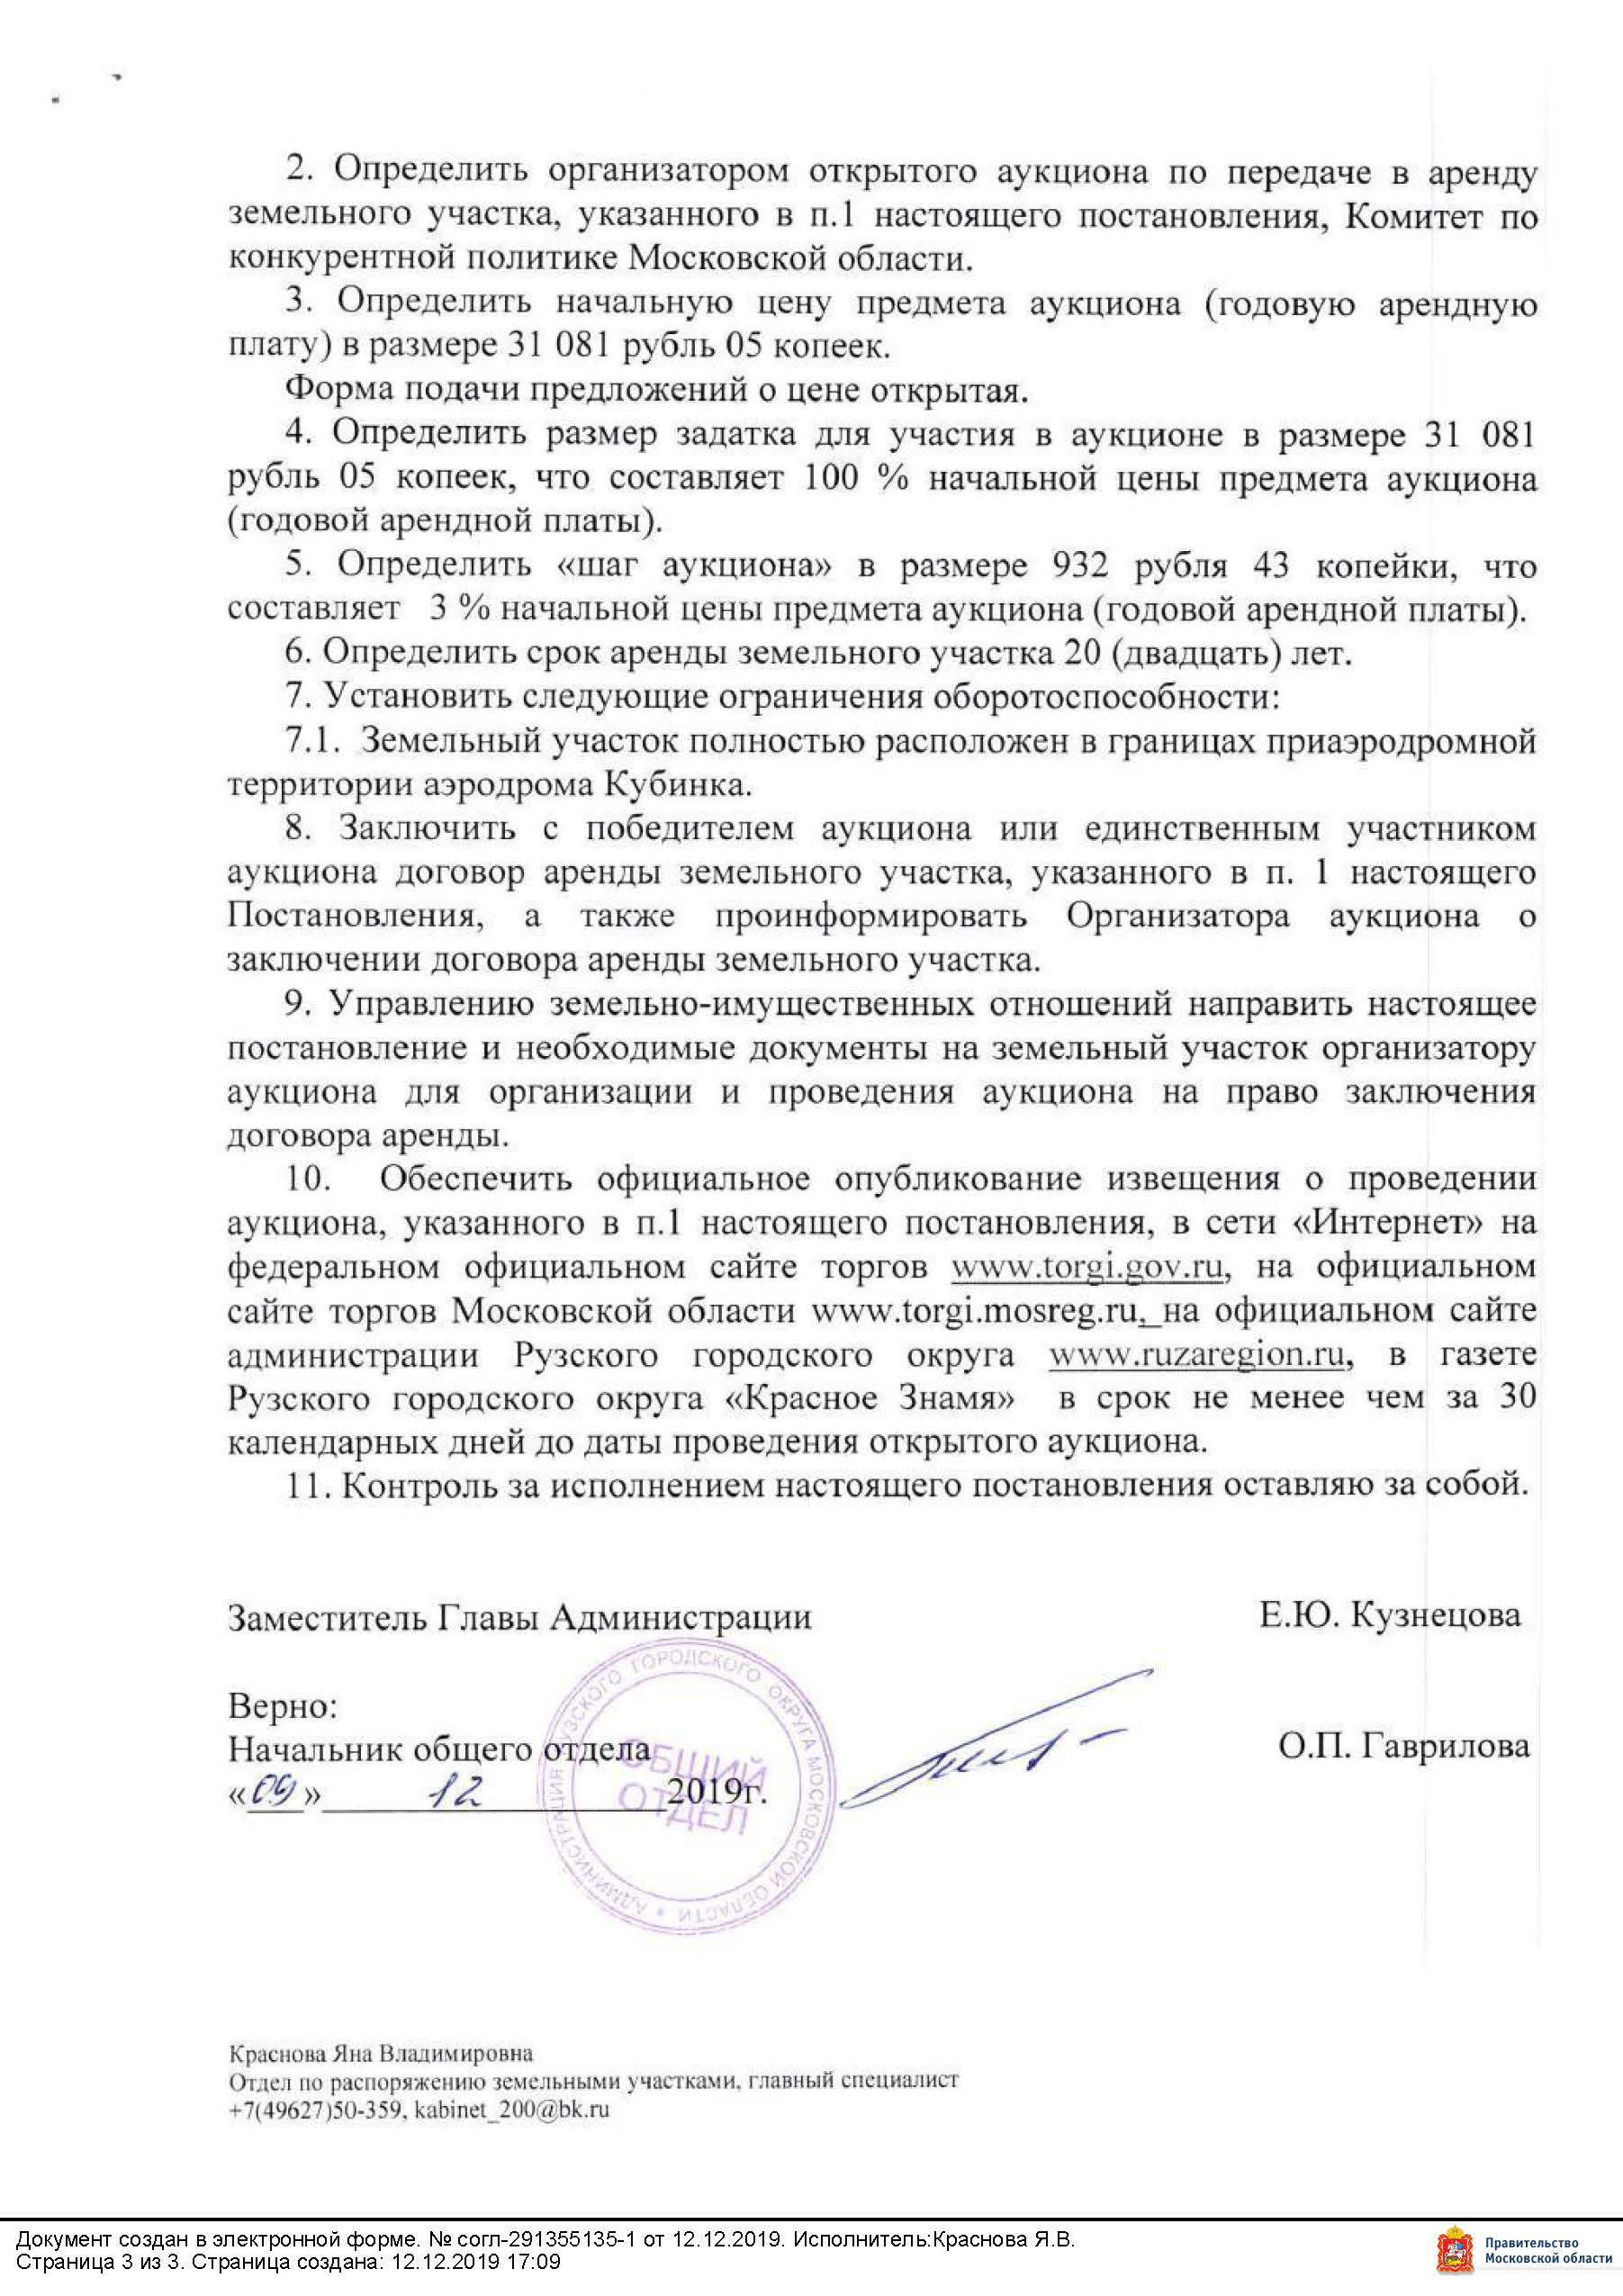 2. Определить организатором открытого аукциона по передаче в аренду
земельного участка, указанного в п.1 настоящего постановления, Комитет по
конкурентной политике Московской области.
3. Определить начальную цену предмета аукциона (годовую арендную
плату) в размере 31 081 рубль 05 копеек.
Форма подачи предложений о цене открытая.
4. Определить размер задатка для участия в аукционе в размере 31 081
рубль 05 копеек, что составляет 100 % начальной цены предмета аукциона
(годовой арендной платы).
5. Определить «шаг аукциона» в размере 932 рубля 43 копейки, что
составляет 3 % начальной цены предмета аукциона (годовой арендной платы).
6. Определить срок аренды земельного участка 20 (двадцать) лет.
7. Установить следующие ограничения оборотоспособности:
7.1. Земельный участок полностью расположен в границах приаэродромной
территории аэродрома Кубинка.
8. Заключить с победителем аукциона или единственным участником
аукциона договор аренды земельного участка, указанного в п. 1 настоящего
Постановления, а также проинформировать Организатора аукциона о
заключении договора аренды земельного участка.
9. Управлению земельно-имущественных отношений направить настоящее
постановление и необходимые документы на земельный участок организатору
аукциона для организации и проведения аукциона на право заключения
договора аренды.
10. Обеспечить официальное опубликование извещения о проведении
аукциона, указанного в п.1 настоящего постановления, в сети «Интернет» на
федеральном официальном сайте торгов www.torgi.gov.ru, на официальном
сайте торгов Московской области www.torgi.mosreg.ru, на официальном сайте
администрации Рузского городского округа www.ruzaregion.ru, в газете
Рузского городского округа «Красное Знамя» в срок не менее чем за 30
календарных дней до даты проведения открытого аукциона.
11. Контроль за исполнением настоящего постановления оставляю за собой.
Заместитель Главы Администрации Е.Ю. Кузнецова
Верно:
Начальник общего отдела О.П. Гаврилова
«09» 12 2019г.
АДМИНИСТРАЦИЯ РУЗСКОГО ГОРОДСКОГО ОКРУГА МОСКОВСКОЙ ОБЛАСТИ
ОБЩИЙ
ОТДЕЛ
Краснова Яна Владимировна
Отдел по распоряжению земельными участками, главный специалист
+7(49627)50-359, kabinet_200@bk.ru
Документ создан в электронной форме. № согл-291355135-1 от 12.12.2019. Исполнитель:Краснова Я.В.
Страница 3 из 3. Страница создана: 12.12.2019 17:09
Правительство
Московской области